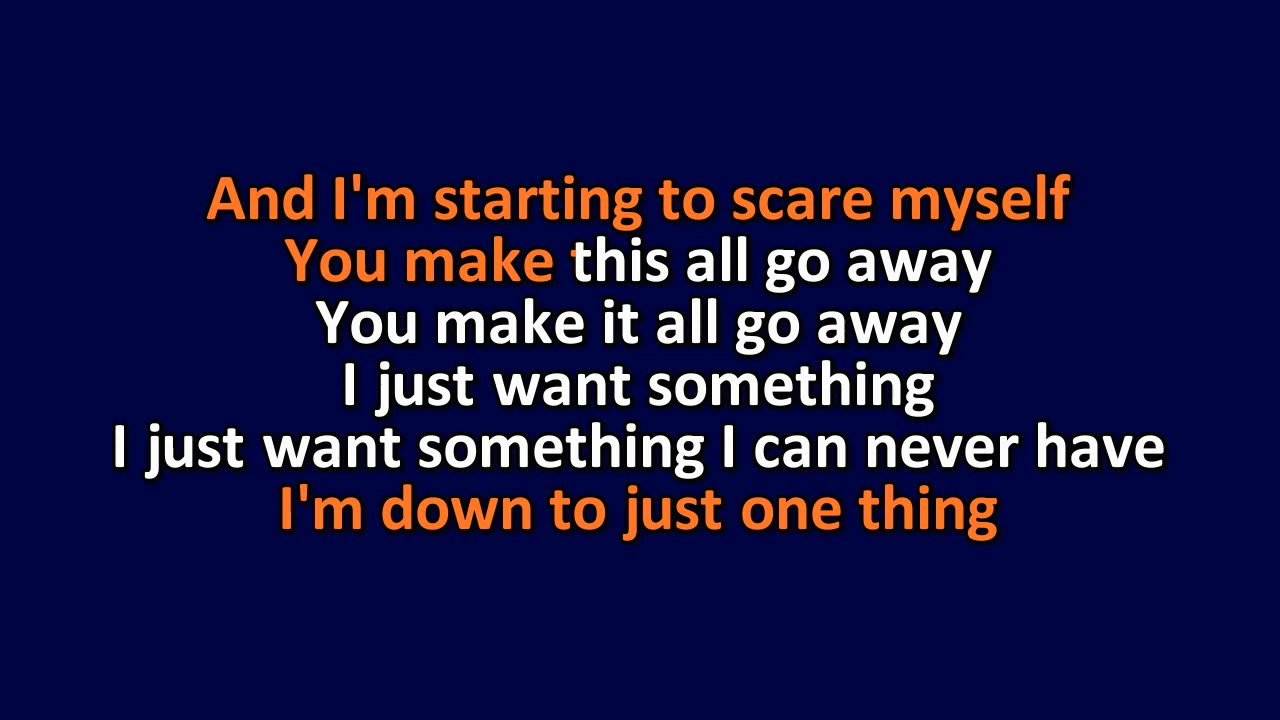 And I'm starting to scare myself
You make this all go away
You make it all go away
I just want something
I just want something I can never have
I'm down to just one thing